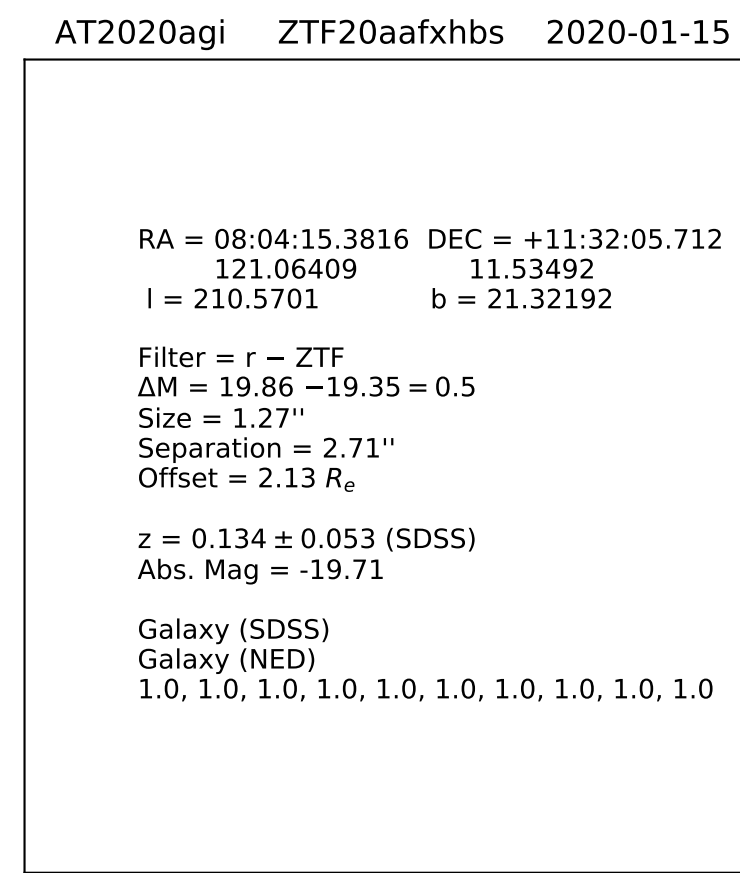 AT2020agi ZTF20aafxhbs 2020-01-15
RA = 08:04:15.3816 DEC = +11:32:05.712
121.06409 11.53492
l = 210.5701 b = 21.32192
Filter = r − ZTF
ΔM = 19.86 −19.35 = 0.5
Size = 1.27''
Separation = 2.71''
Offset = 2.13 Rₑ
z = 0.134 ± 0.053 (SDSS)
Abs. Mag = -19.71
Galaxy (SDSS)
Galaxy (NED)
1.0, 1.0, 1.0, 1.0, 1.0, 1.0, 1.0, 1.0, 1.0, 1.0